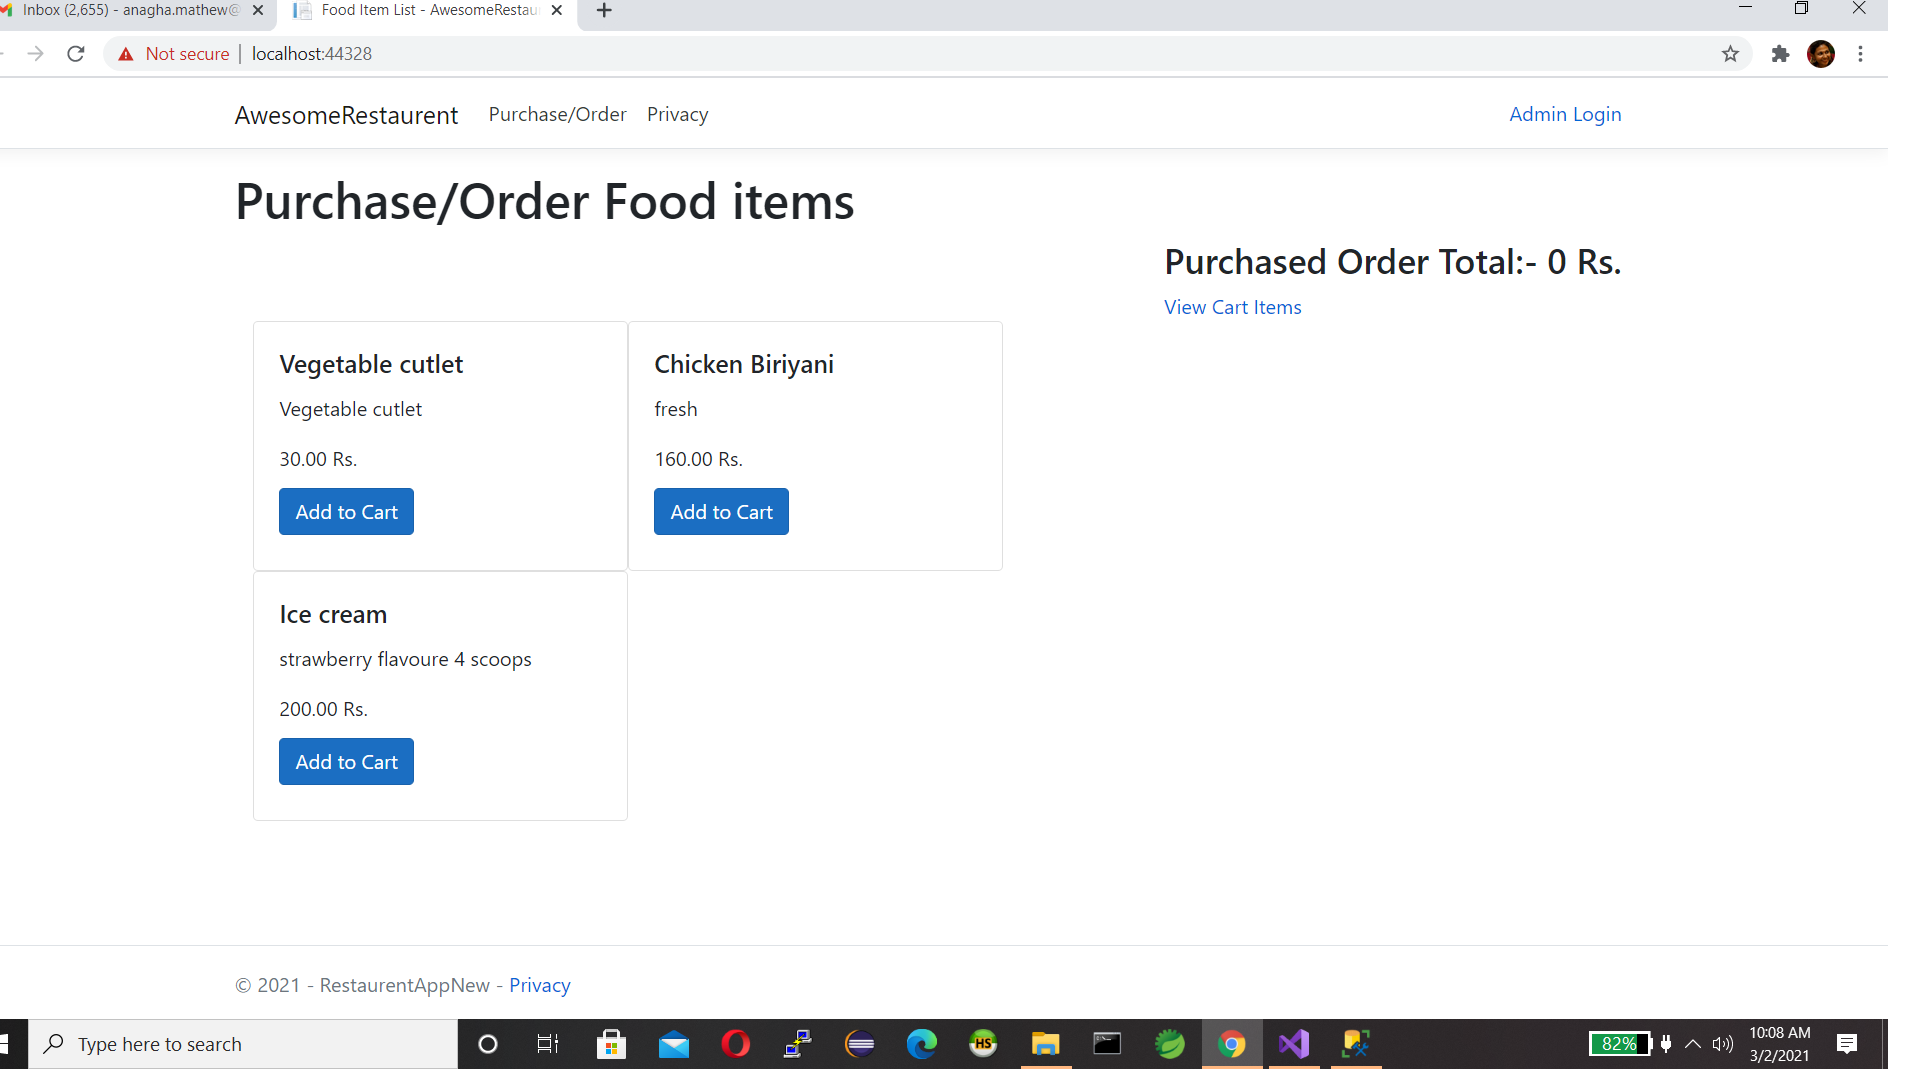 Inbox (2,655) - anagha.mathew@
Food Item List - AwesomeRestau
Not secure | localhost:44328
AwesomeRestaurent Purchase/Order Privacy Admin Login
Purchase/Order Food items
Purchased Order Total:- 0 Rs.
View Cart Items
Vegetable cutlet
Vegetable cutlet
30.00 Rs.
Add to Cart
Chicken Biriyani
fresh
160.00 Rs.
Add to Cart
Ice cream
strawberry flavoure 4 scoops
200.00 Rs.
Add to Cart
© 2021 - RestaurentAppNew - Privacy
Type here to search
HS
82%
10:08 AM
3/2/2021